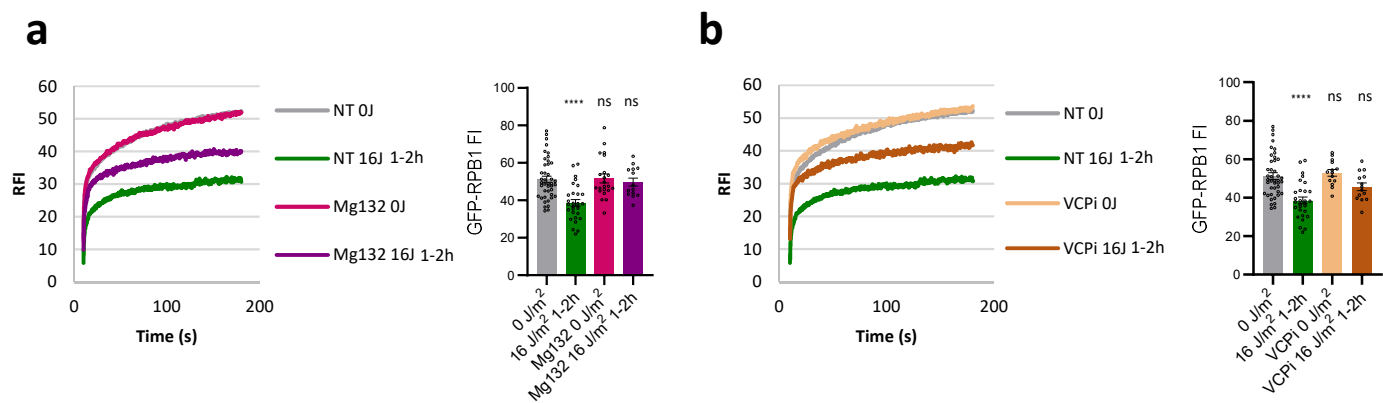 a
60
50
40
30
20
10
0
RFI
0
100
200
Time (s)
NT 0J
NT 16J 1-2h
Mg132 0J
Mg132 16J 1-2h
100
80
60
40
20
0
GFP-RPB1 FI
****
ns
ns
0 J/m²
16 J/m² 1-2h
Mg132 0 J/m²
Mg132 16 J/m² 1-2h
b
60
50
40
30
20
10
0
RFI
0
100
200
Time (s)
NT 0J
NT 16J 1-2h
VCPi 0J
VCPi 16J 1-2h
100
80
60
40
20
0
GFP-RPB1 FI
****
ns
ns
0 J/m²
16 J/m² 1-2h
VCPi 0 J/m²
VCPi 16 J/m² 1-2h